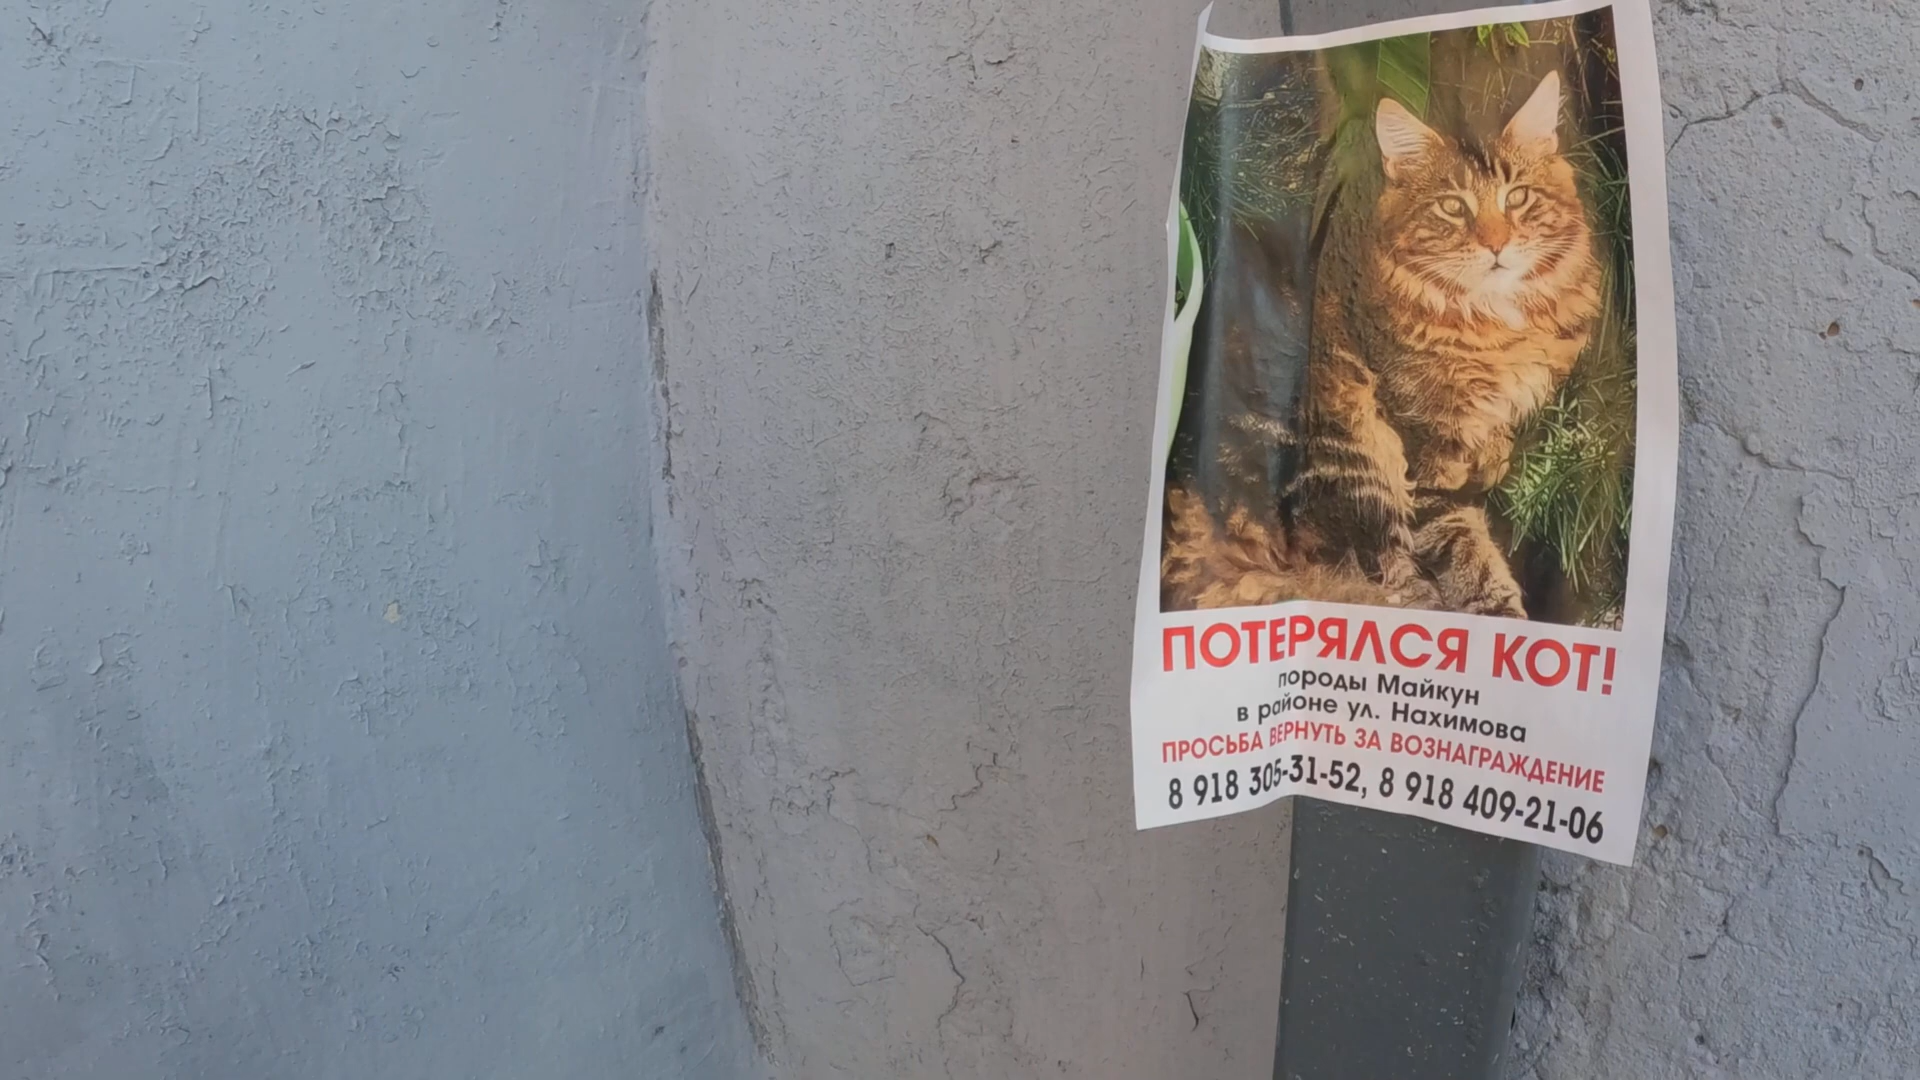 ПОТЕРЯЛСЯ КОТ!
породы Майкун
в районе ул. Нахимова
ПРОСЬБА ВЕРНУТЬ ЗА ВОЗНАГРАЖДЕНИЕ
8 918 305-31-52, 8 918 409-21-06